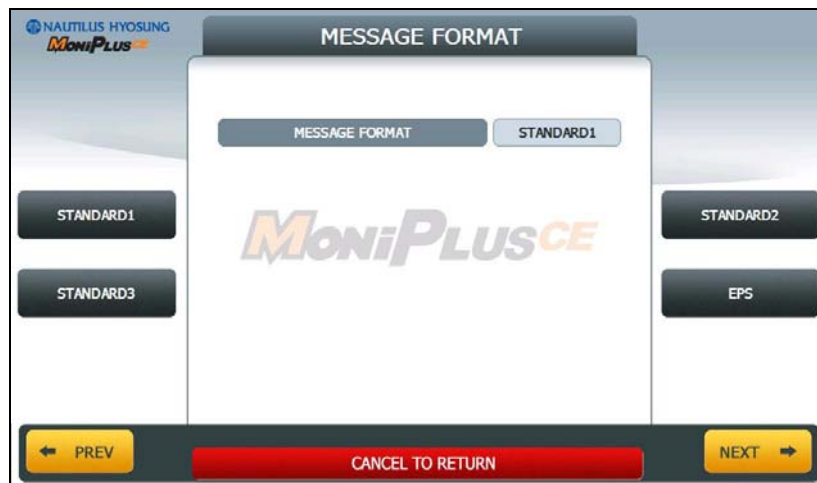 NAUTILUS HYOSUNG
MONIPLUSCE
MESSAGE FORMAT
MESSAGE FORMAT STANDARD1
STANDARD1
STANDARD2
MONiPLUSCE
STANDARD3
EPS
PREV
CANCEL TO RETURN
NEXT